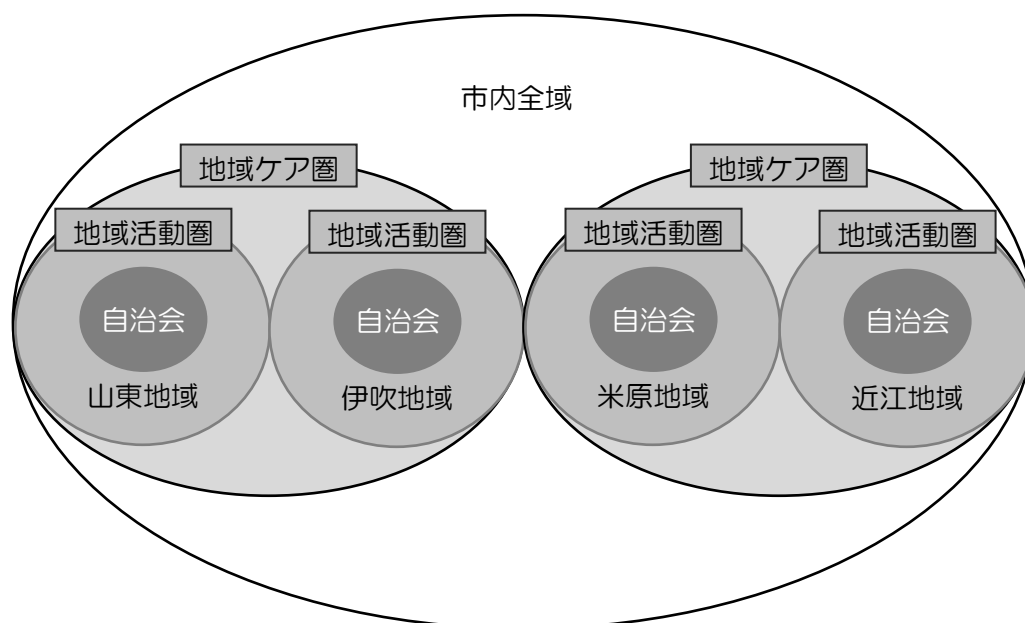 市内全域
地域ケア圏
地域ケア圏
地域活動圏
地域活動圏
地域活動圏
地域活動圏
自治会
自治会
自治会
自治会
山東地域
伊吹地域
米原地域
近江地域